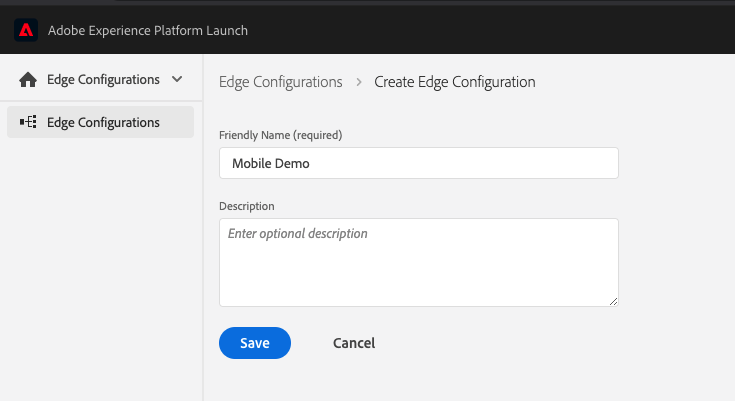 Adobe Experience Platform Launch
Edge Configurations
Edge Configurations
Edge Configurations > Create Edge Configuration
Friendly Name (required)
Mobile Demo
Description
Enter optional description
Save Cancel